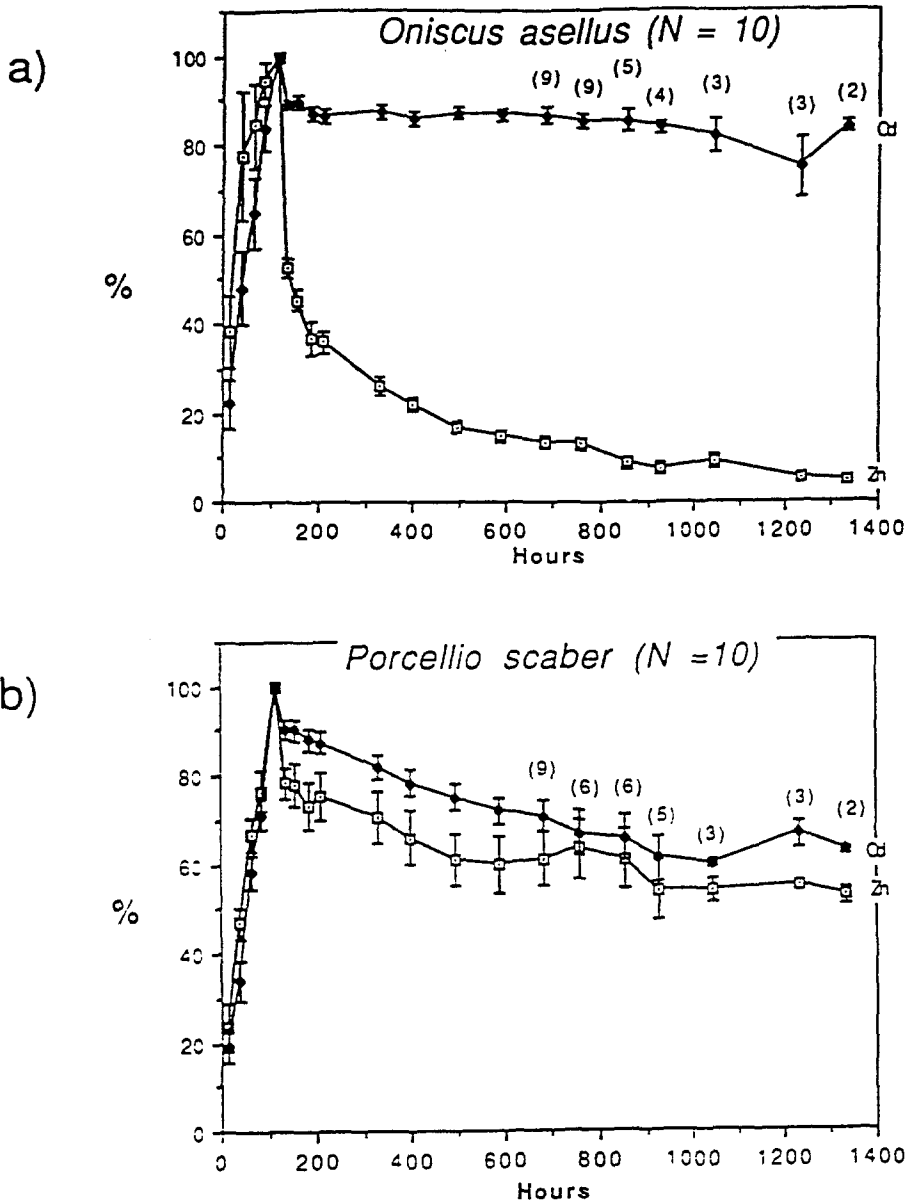 a)
Oniscus asellus (N = 10)
(9)
(9)
(5)
(4)
(3)
(3)
(2)
100
80
60
40
20
0
%
Cd
Zn
0 200 400 600 800 1000 1200 1400
Hours
b)
Porcellio scaber (N =10)
(9)
(6)
(6)
(5)
(3)
(3)
(2)
100
80
60
40
20
0
%
Cd
Zn
0 200 400 600 800 1000 1200 1400
Hours